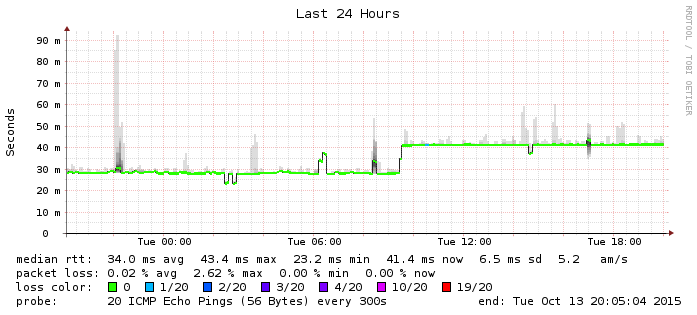 Last 24 Hours
RRDTOOL / TOBI OETIKER
Seconds
90 m
80 m
70 m
60 m
50 m
40 m
30 m
20 m
10 m
0
Tue 00:00 Tue 06:00 Tue 12:00 Tue 18:00
median rtt: 34.0 ms avg 43.4 ms max 23.2 ms min 41.4 ms now 6.5 ms sd 5.2 am/s
packet loss: 0.02 % avg 2.62 % max 0.00 % min 0.00 % now
loss color: 0 1/20 2/20 3/20 4/20 10/20 19/20
probe: 20 ICMP Echo Pings (56 Bytes) every 300s end: Tue Oct 13 20:05:04 2015